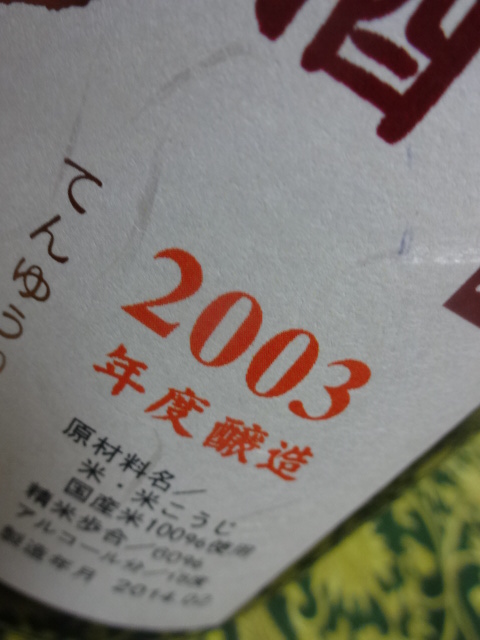 酒
てんゆう
2003
年度醸造
原材料名／
米・米こうじ
国産米100%使用
精米歩合／60%
アルコール分／
製造年月 2014.